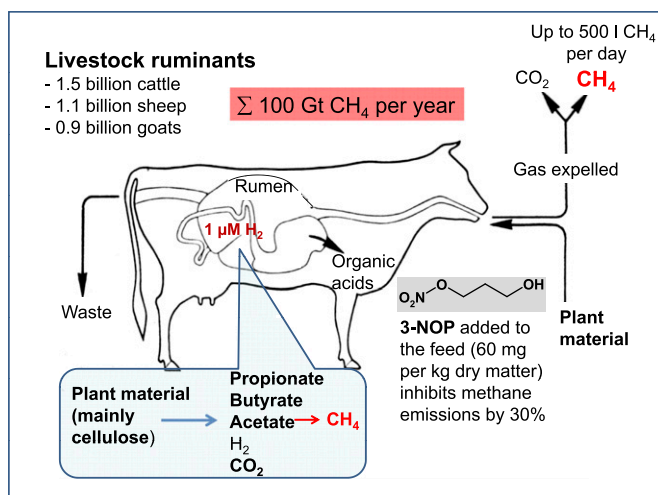 Livestock ruminants
- 1.5 billion cattle
- 1.1 billion sheep
- 0.9 billion goats
∑ 100 Gt CH₄ per year
Up to 500 l CH₄
per day
CO₂
CH₄
Gas expelled
Rumen
1 µM H₂
Organic
acids
Waste
O₂N
O
OH
3-NOP added to
the feed (60 mg
per kg dry matter)
inhibits methane
emissions by 30%
Plant
material
Plant material
(mainly
cellulose)
Propionate
Butyrate
Acetate → CH₄
H₂
CO₂